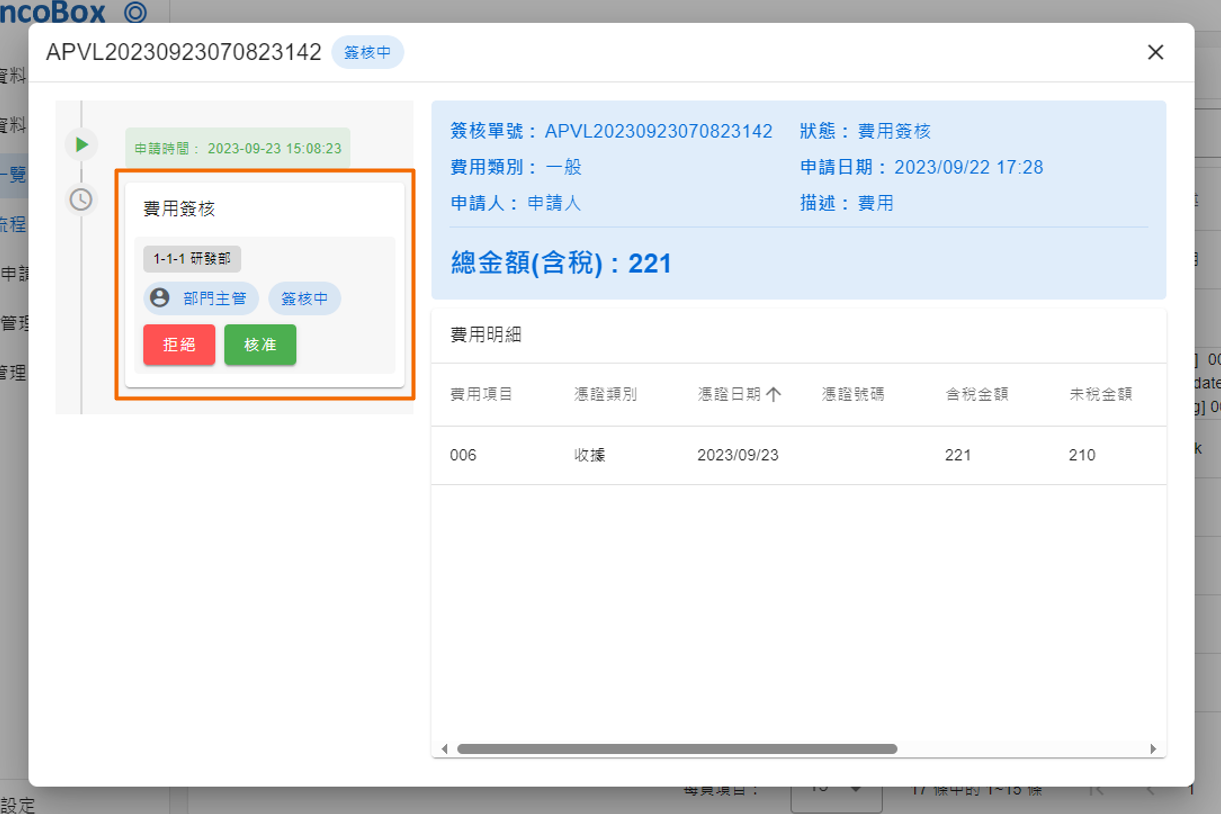 ncoBox
APVL20230923070823142 簽核中
申請時間： 2023-09-23 15:08:23
費用簽核
1-1-1 研發部
部門主管 簽核中
拒絕 核准
簽核單號： APVL20230923070823142 狀態： 費用簽核
費用類別： 一般 申請日期： 2023/09/22 17:28
申請人： 申請人 描述： 費用
總金額(含稅)：221
費用明細
費用項目 憑證類別 憑證日期 憑證號碼 含稅金額 未稅金額
006 收據 2023/09/23 221 210
資料
資料
一覽
流程
申請
管理
管理
設定
] 00
date
g] 00
k
每頁項目： 15 17 條中的 1~15 條 1